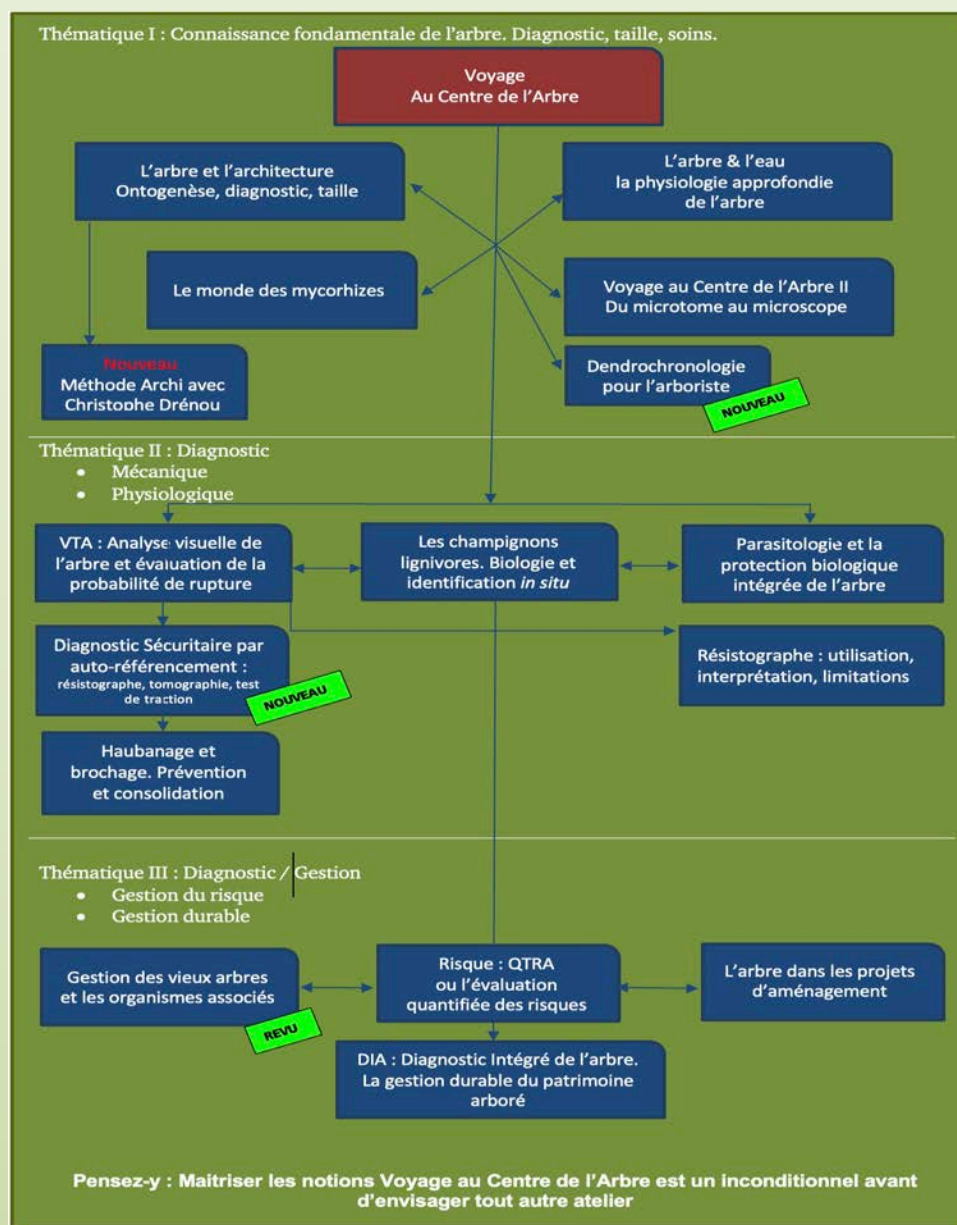 Thématique I : Connaissance fondamentale de l’arbre. Diagnostic, taille, soins.
Voyage
Au Centre de l’Arbre
L’arbre et l’architecture
Ontogenèse, diagnostic, taille
L’arbre & l’eau
la physiologie approfondie
de l’arbre
Le monde des mycorhizes
Voyage au Centre de l’Arbre II
Du microtome au microscope
Nouveau
Méthode Archi avec
Christophe Drénou
Dendrochronologie
pour l’arboriste
NOUVEAU
Thématique II : Diagnostic
• Mécanique
• Physiologique
VTA : Analyse visuelle de
l’arbre et évaluation de la
probabilité de rupture
Les champignons
lignivores. Biologie et
identification in situ
Parasitologie et la
protection biologique
intégrée de l’arbre
Diagnostic Sécuritaire par
auto-référencement :
résistographe, tomographie, test
de traction
NOUVEAU
Résistographe : utilisation,
interprétation, limitations
Haubanage et
brochage. Prévention
et consolidation
Thématique III : Diagnostic / Gestion
• Gestion du risque
• Gestion durable
Gestion des vieux arbres
et les organismes associés
REVU
Risque : QTRA
ou l’évaluation
quantifiée des risques
L’arbre dans les projets
d’aménagement
DIA : Diagnostic Intégré de l’arbre.
La gestion durable du patrimoine
arboré
Pensez-y : Maitriser les notions Voyage au Centre de l’Arbre est un inconditionnel avant
d’envisager tout autre atelier